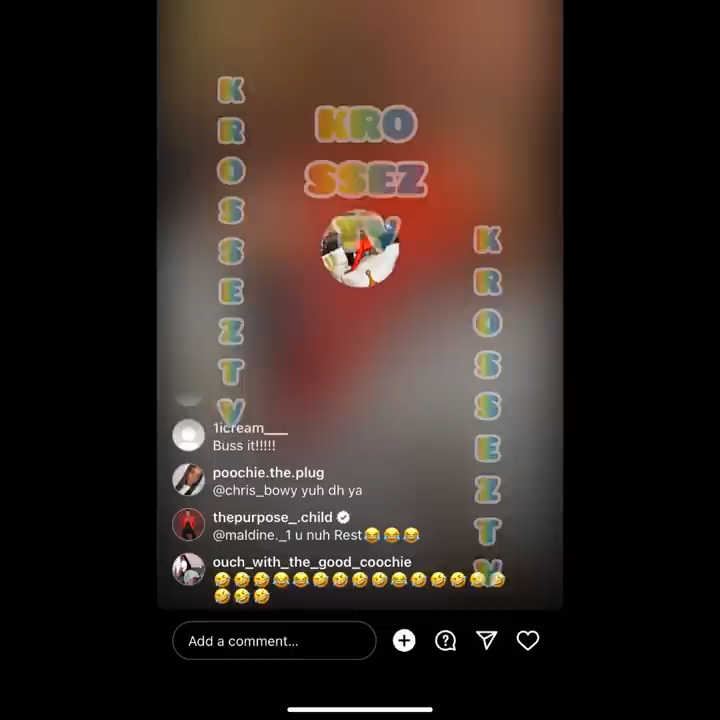 K
R
O
S
S
E
Z
T
V
KRO
SSEZ
TV
K
R
O
S
S
E
Z
T
V
1icream___
Buss it!!!!!
poochie.the.plug
@chris_bowy yuh dh ya
thepurpose_.child
@maldine._1 u nuh Rest😂😂😂
ouch_with_the_good_coochie
🤣🤣🤣😂😂🤣🤣🤣🤣🤣🤣🤣🤣🤣🤣
🤣🤣🤣
Add a comment...